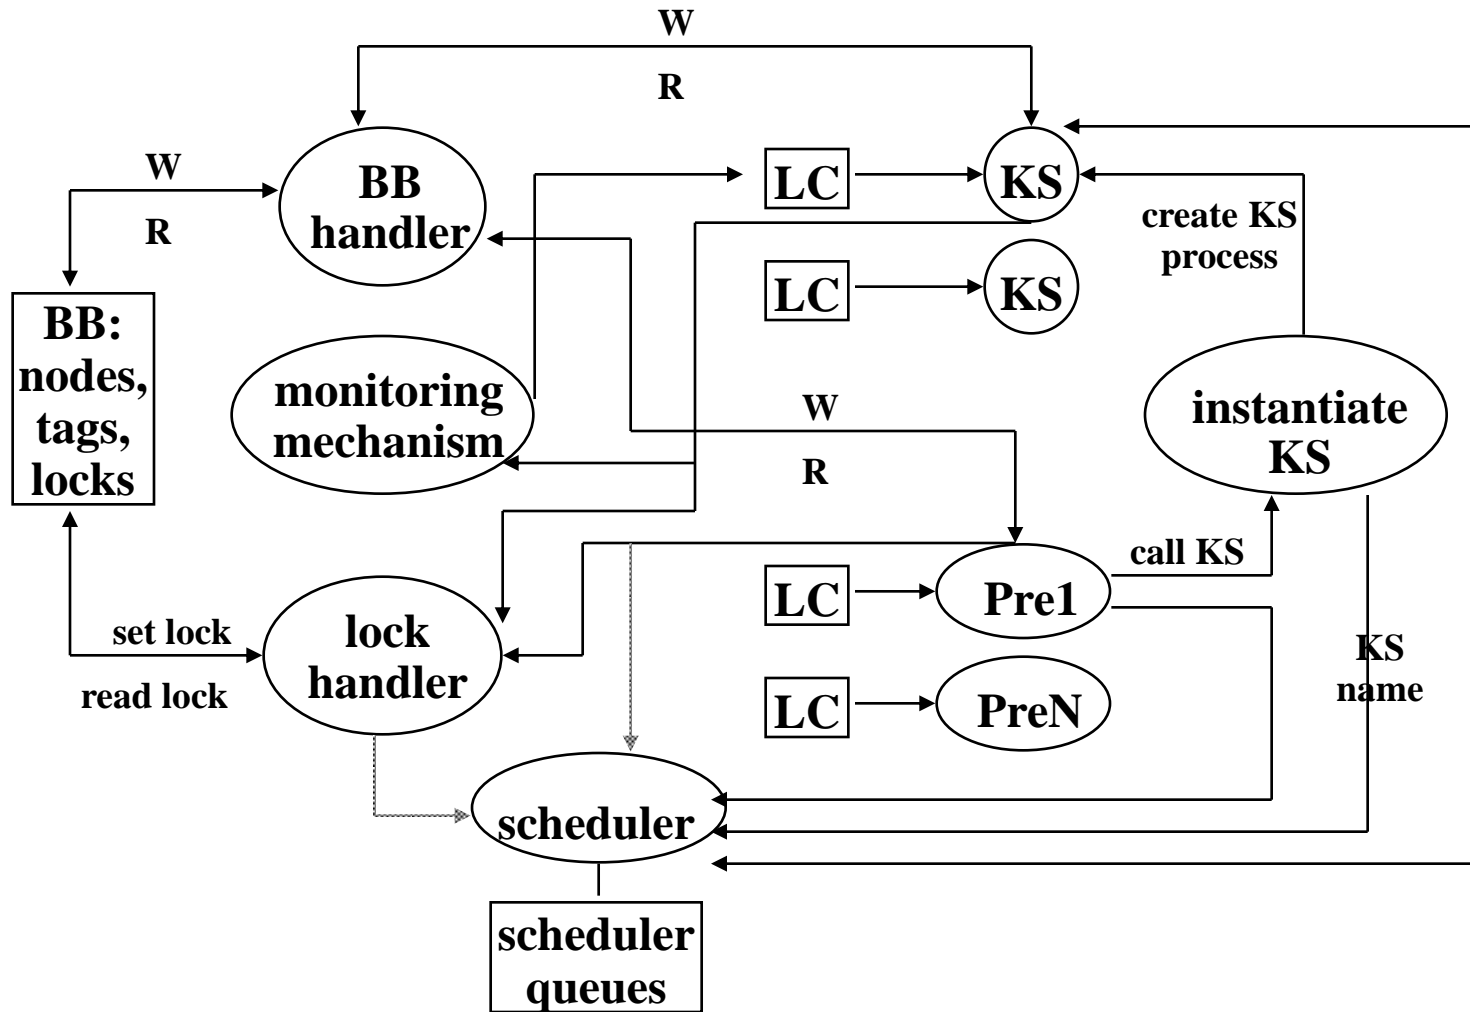 W
R
W
R
BB
handler
LC
KS
create KS
process
LC
KS
BB:
nodes,
tags,
locks
monitoring
mechanism
W
R
instantiate
KS
call KS
LC
Pre1
set lock
read lock
lock
handler
KS
name
LC
PreN
scheduler
scheduler
queues